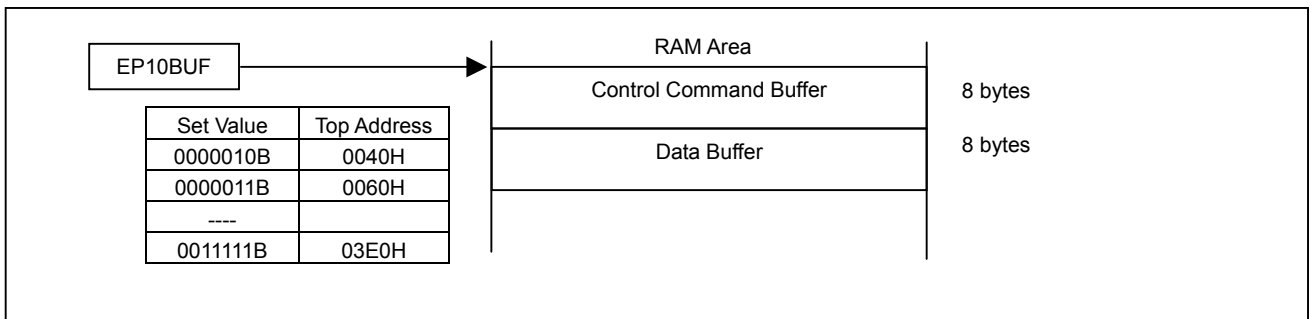 RAM Area
EP10BUF
Control Command Buffer 8 bytes
Set Value Top Address
0000010B 0040H
Data Buffer 8 bytes
0000011B 0060H
----
0011111B 03E0H